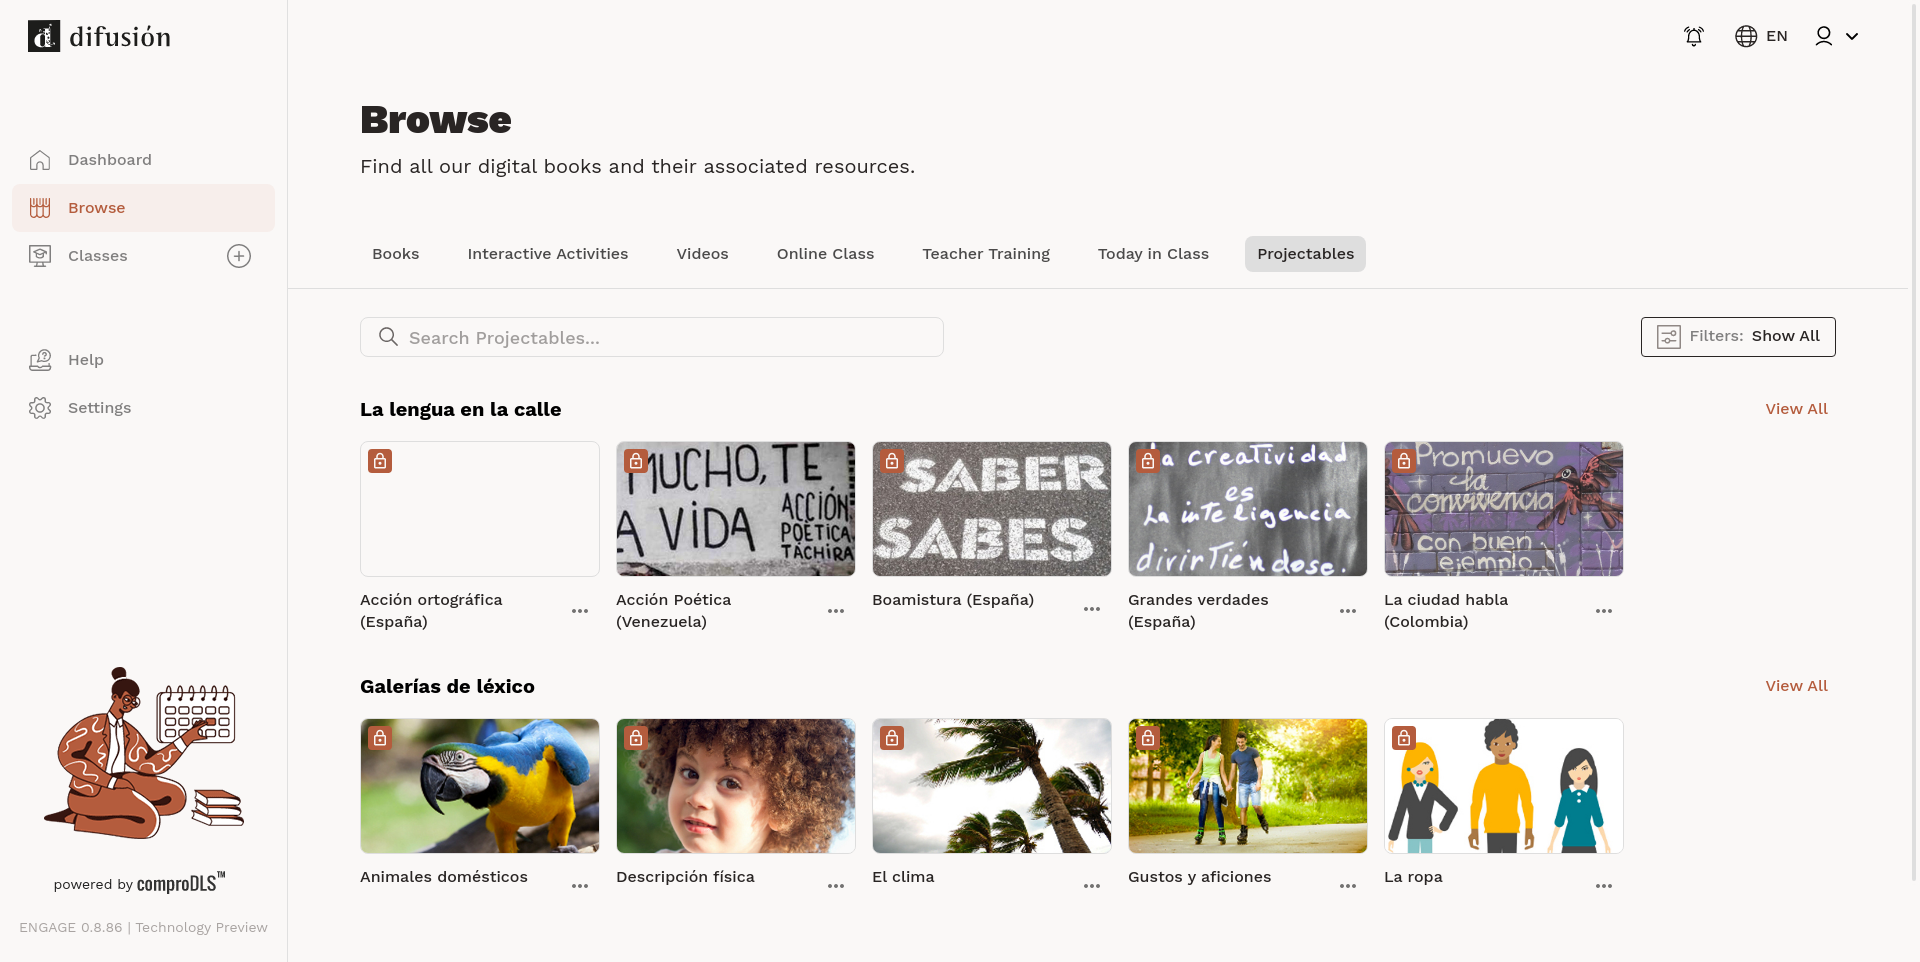 difusión
EN
Dashboard
Browse
Classes
Help
Settings
powered by comproDLS™
ENGAGE 0.8.86 | Technology Preview
Browse
Find all our digital books and their associated resources.
Books
Interactive Activities
Videos
Online Class
Teacher Training
Today in Class
Projectables
Search Projectables...
Filters: Show All
La lengua en la calle
View All
MUCHO, TE
A VIDA
ACCIÓN
POÉTICA
TÁCHIRA
SABER
SABES
La creatividad
es
La inteligencia
divirtiéndose.
Promuevo
la
convivencia
con buen
ejemplo
Acción ortográfica
(España)
Acción Poética
(Venezuela)
Boamistura (España)
Grandes verdades
(España)
La ciudad habla
(Colombia)
Galerías de léxico
View All
Animales domésticos
Descripción física
El clima
Gustos y aficiones
La ropa